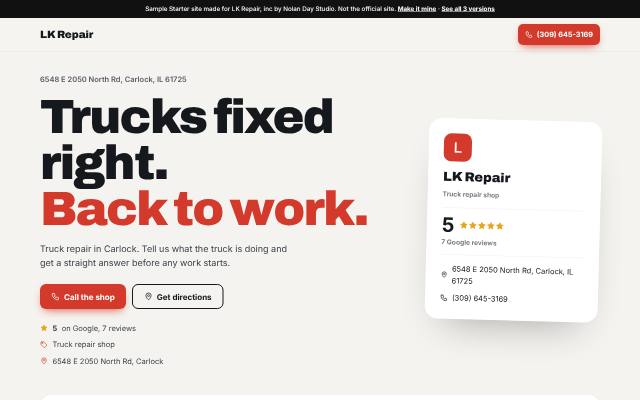 Sample Starter site made for LK Repair, inc by Nolan Day Studio. Not the official site. Make it mine · See all 3 versions
LK Repair
(309) 645-3169
6548 E 2050 North Rd, Carlock, IL 61725
Trucks fixed
right.
Back to work.
Truck repair in Carlock. Tell us what the truck is doing and
get a straight answer before any work starts.
Call the shop
Get directions
5 on Google, 7 reviews
Truck repair shop
6548 E 2050 North Rd, Carlock
L
LK Repair
Truck repair shop
5
7 Google reviews
6548 E 2050 North Rd, Carlock, IL
61725
(309) 645-3169